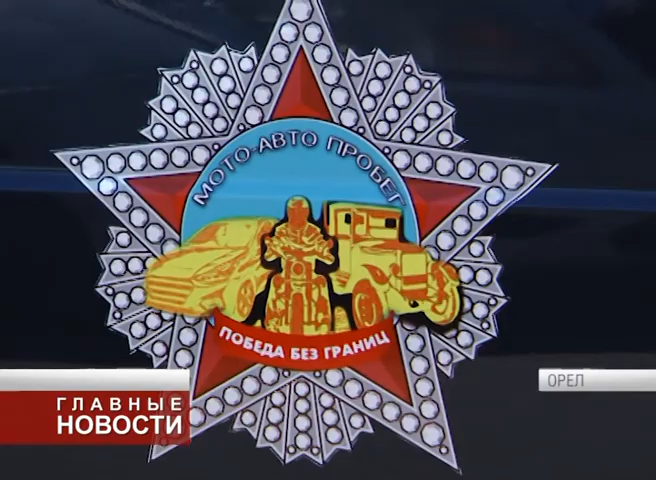 МОТО-АВТО ПРОБЕГ
ПОБЕДА БЕЗ ГРАНИЦ
ОРЕЛ
ГЛАВНЫЕ
НОВОСТИ